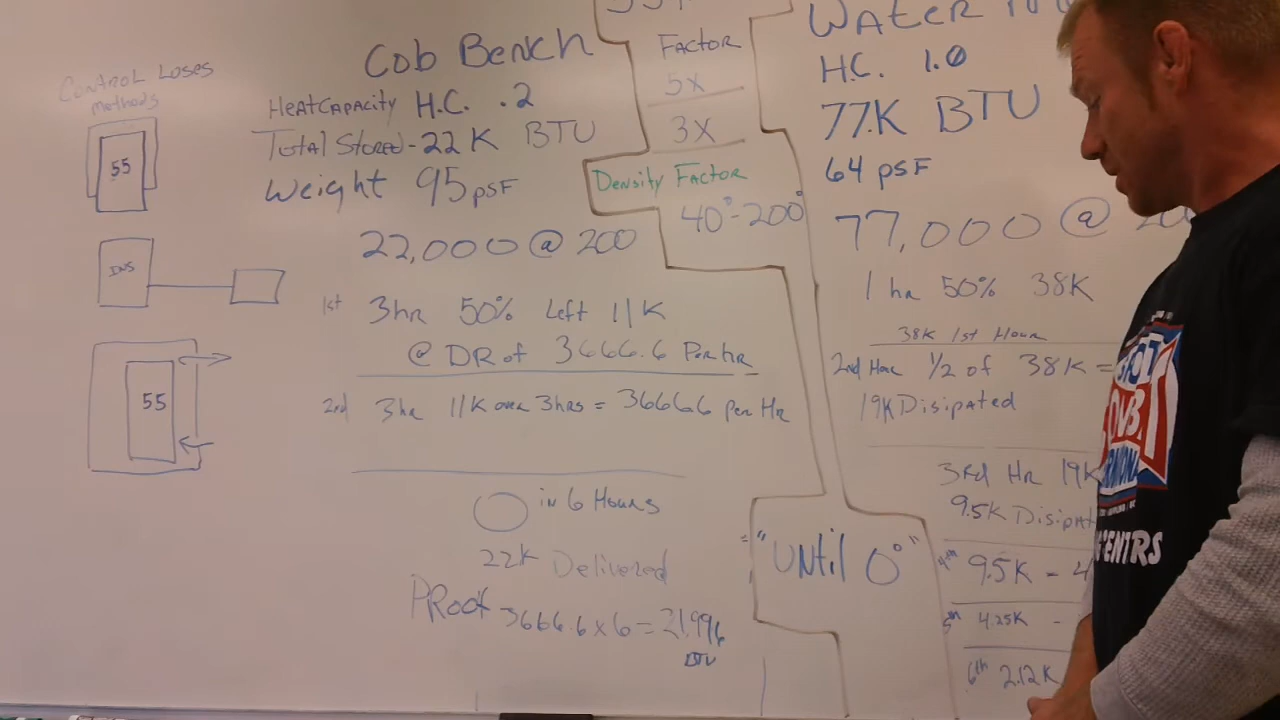 Control Loses
methods
55
INS
55
Cob Bench
HeatCapacity H.C. .2
Total Stored - 22K BTU
Weight 95 psf
22,000 @ 200
1st 3hr 50% Left 11K
@ DR of 3666.6 Per hr
2nd 3hr 11K over 3hrs = 3666.6 per Hr
O in 6 Hours
22K Delivered
PRoof 3666.6 x 6 = 21,996
BTU
Factor
5X
3X
Density Factor
40°-200°
= "Until 0°"
Water
H.C. 1.0
77K BTU
64 psf
77,000 @
1 hr 50% 38K
38K 1st Hour
2nd Hour 1/2 of 38K =
19K Disipated
3rd Hr 19K
9.5K Disipat
4th 9.5K - 4
5th 4.25K -
6th 2.12K